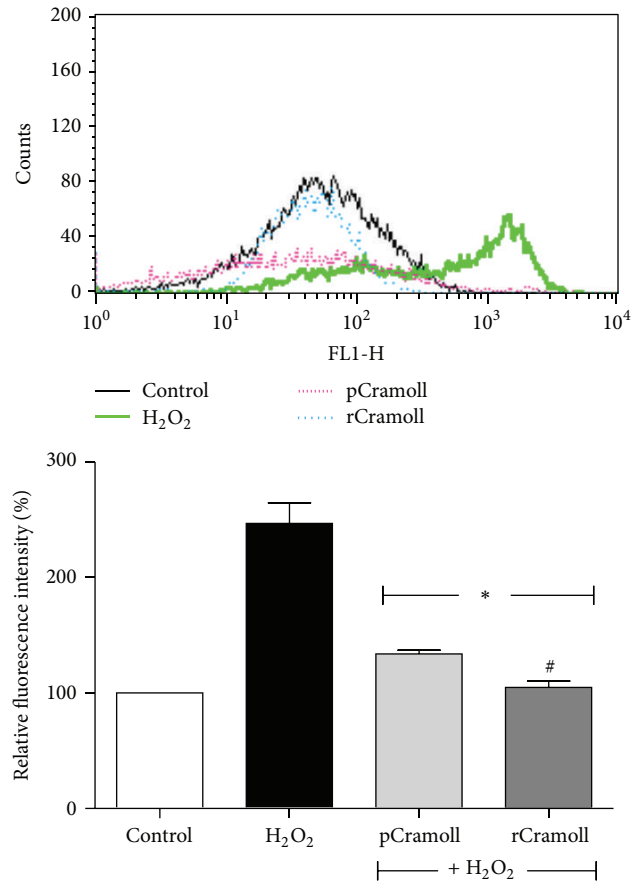 200
160
120
80
40
0
Counts
10⁰ 10¹ 10² 10³ 10⁴
FL1-H
Control
H₂O₂
pCramoll
rCramoll
300
200
100
0
Relative fluorescence intensity (%)
*
#
Control H₂O₂ pCramoll rCramoll
+ H₂O₂